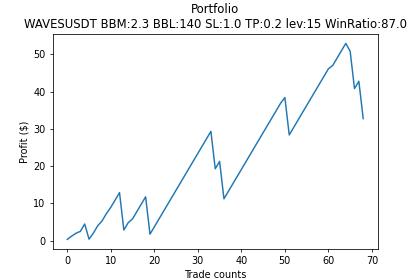 Portfolio
WAVESUSDT BBM:2.3 BBL:140 SL:1.0 TP:0.2 lev:15 WinRatio:87.0
Profit ($)
50
40
30
20
10
0
0 10 20 30 40 50 60 70
Trade counts